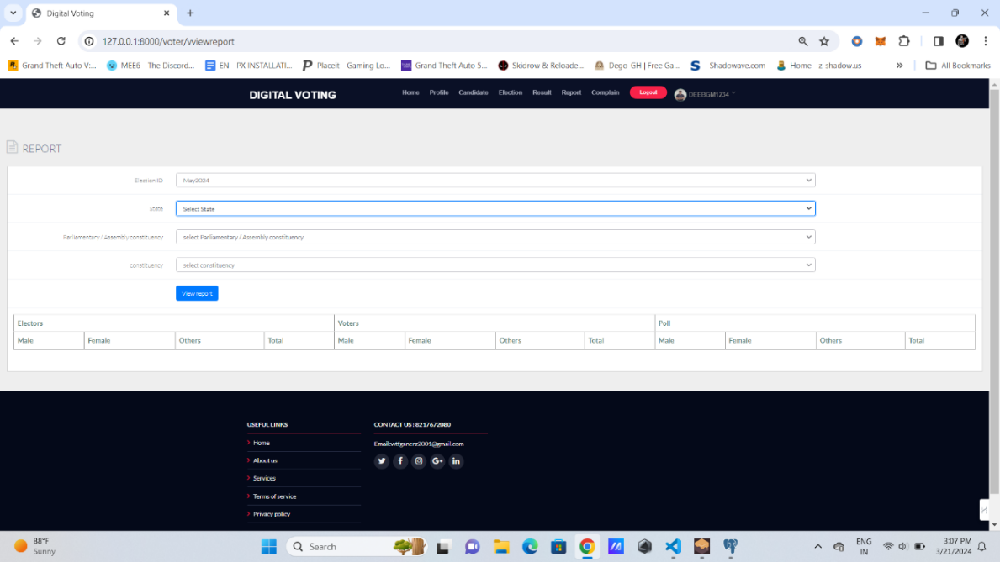 Digital Voting
127.0.0.1:8000/voter/vviewreport
Grand Theft Auto V:... MEE6 - The Discord... EN - PX INSTALLATI... Placeit - Gaming Lo... Grand Theft Auto 5... Skidrow & Reloade... Dego-GH | Free Ga... - Shadowave.com Home - z-shadow.us » All Bookmarks
DIGITAL VOTING Home Profile Candidate Election Result Report Complain Logout DEEBGM1234
REPORT
Election ID May2024
State Select State
Parliamentary / Assembly constituency select Parliamentary / Assembly constituency
constituency select constituency
View report
Electors Voters Poll
Male Female Others Total Male Female Others Total Male Female Others Total
USEFUL LINKS CONTACT US : 8217672080
Home Email:wtfganerz2001@gmail.com
About us
Services
Terms of service
Privacy policy
88°F
Sunny
Search
ENG
IN
3:07 PM
3/21/2024